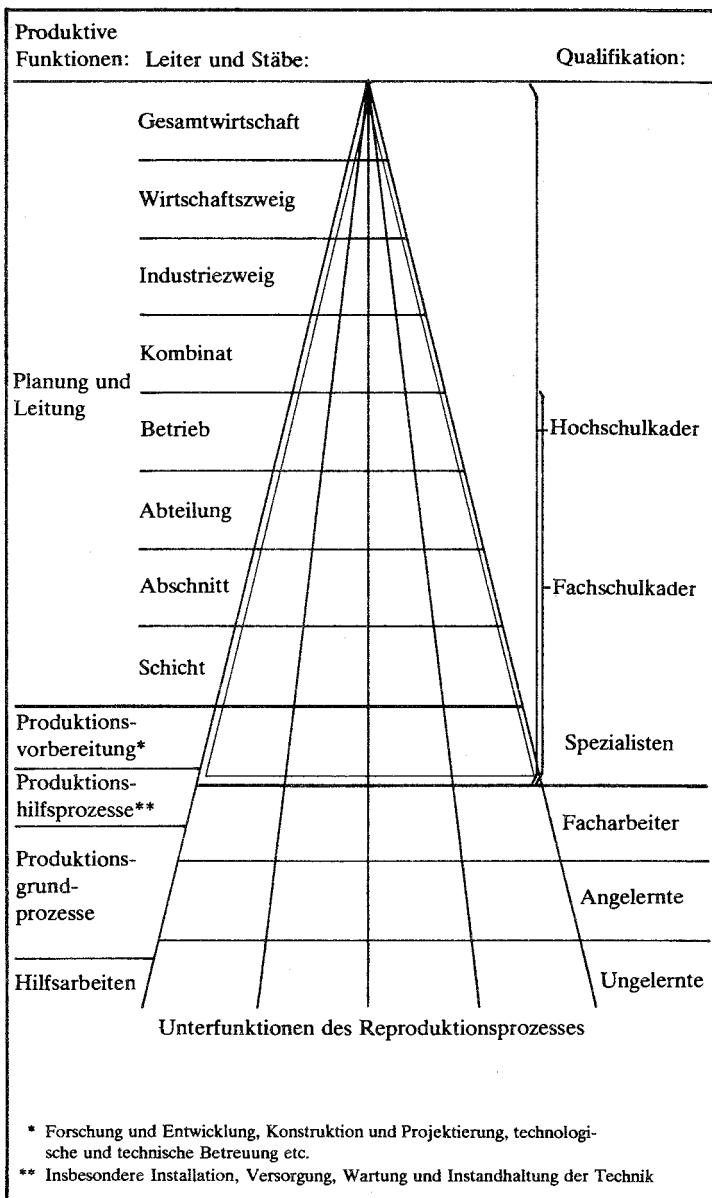 Produktive
Funktionen: Leiter und Stäbe: Qualifikation:
Gesamtwirtschaft
Wirtschaftszweig
Industriezweig
Kombinat
Planung und
Leitung
Betrieb
Hochschulkader
Abteilung
Abschnitt
Fachschulkader
Schicht
Produktions-
vorbereitung*
Spezialisten
Produktions-
hilfsprozesse**
Facharbeiter
Produktions-
grund-
prozesse
Angelernte
Hilfsarbeiten
Ungelernte
Unterfunktionen des Reproduktionsprozesses
* Forschung und Entwicklung, Konstruktion und Projektierung, technologi-
sche und technische Betreuung etc.
** Insbesondere Installation, Versorgung, Wartung und Instandhaltung der Technik